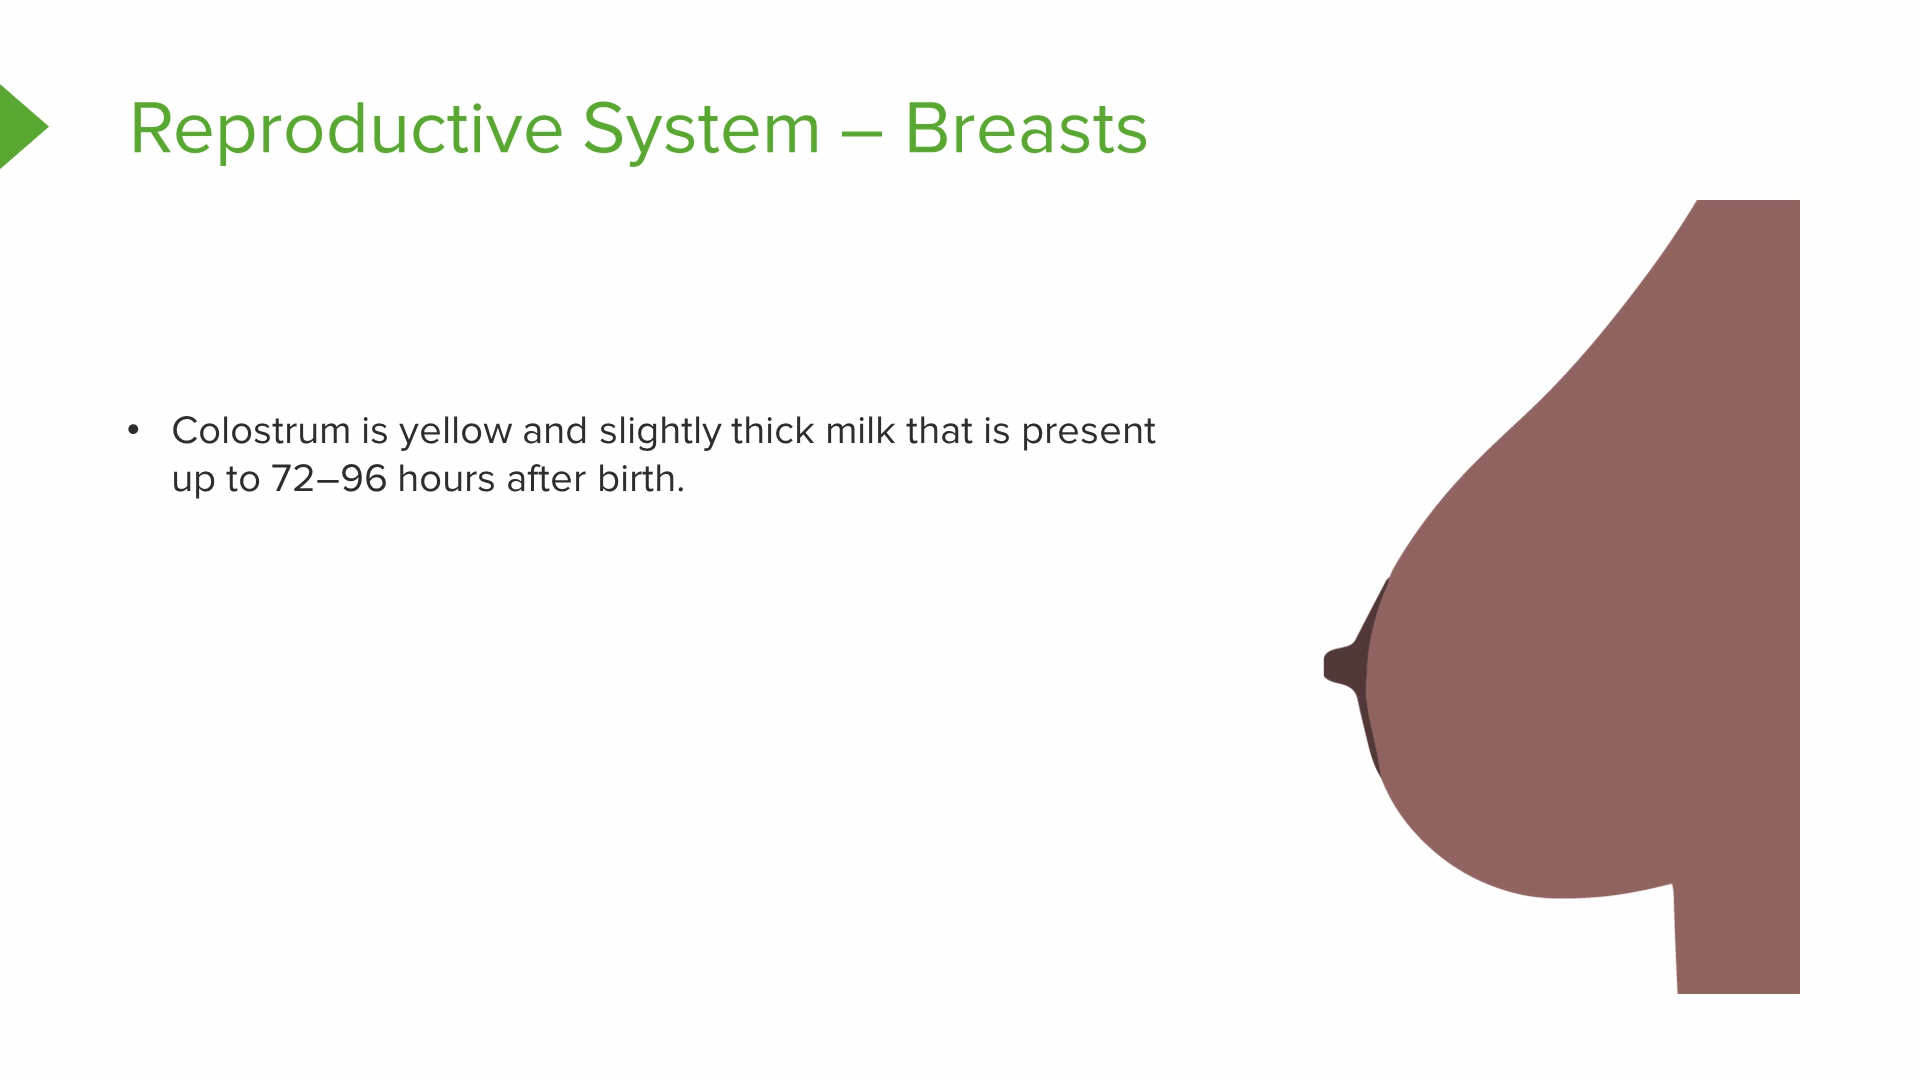 Reproductive System – Breasts
• Colostrum is yellow and slightly thick milk that is present
up to 72–96 hours after birth.